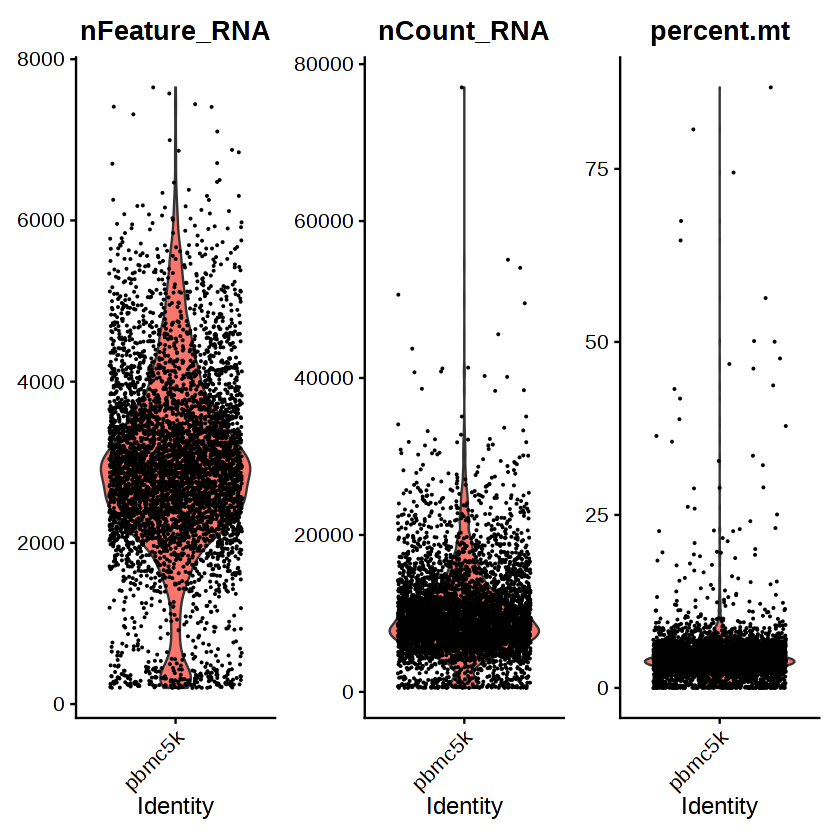 nFeature_RNA
8000
6000
4000
2000
0
pbmc5k
Identity
nCount_RNA
80000
60000
40000
20000
0
pbmc5k
Identity
percent.mt
75
50
25
0
pbmc5k
Identity